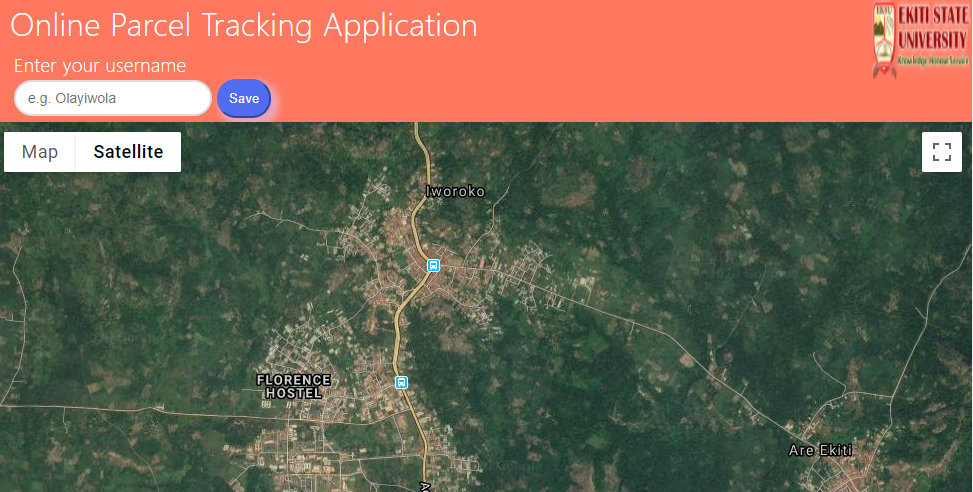 Online Parcel Tracking Application
EKITI STATE
UNIVERSITY
Knowledge Honour Service
Enter your username
e.g. Olayiwola
Save
Map
Satellite
Iworoko
FLORENCE
HOSTEL
Are Ekiti